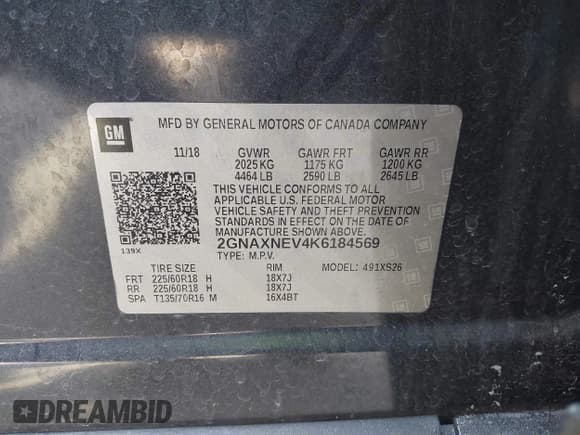 GM
MFD BY GENERAL MOTORS OF CANADA COMPANY
11/18 GVWR GAWR FRT GAWR RR
2025 KG 1175 KG 1200 KG
4464 LB 2590 LB 2645 LB
THIS VEHICLE CONFORMS TO ALL
APPLICABLE U.S. FEDERAL MOTOR
VEHICLE SAFETY AND THEFT PREVENTION
STANDARDS IN EFFECT ON THE DATE OF
MANUFACTURE SHOWN ABOVE.
2GNAXNEV4K6184569
139X
TYPE: M.P.V.
TIRE SIZE RIM MODEL: 491XS26
FRT 225/60R18 H 18X7J
RR 225/60R18 H 18X7J
SPA T135/70R16 M 16X4BT
DREAMBID